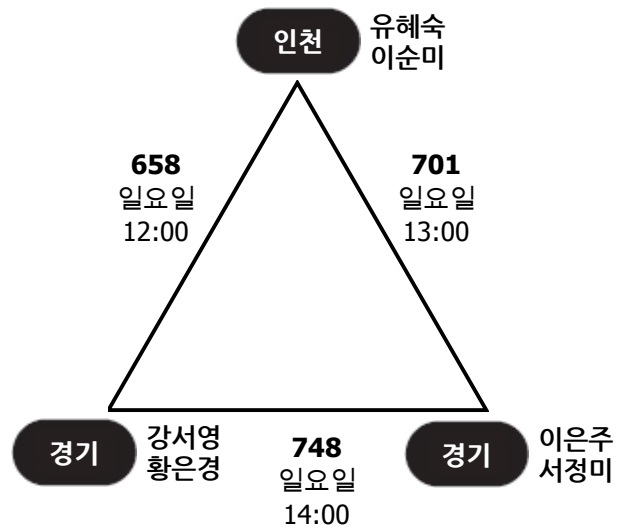 인천
유혜숙
이순미
658
일요일
12:00
701
일요일
13:00
경기
강서영
황은경
748
일요일
14:00
경기
이은주
서정미